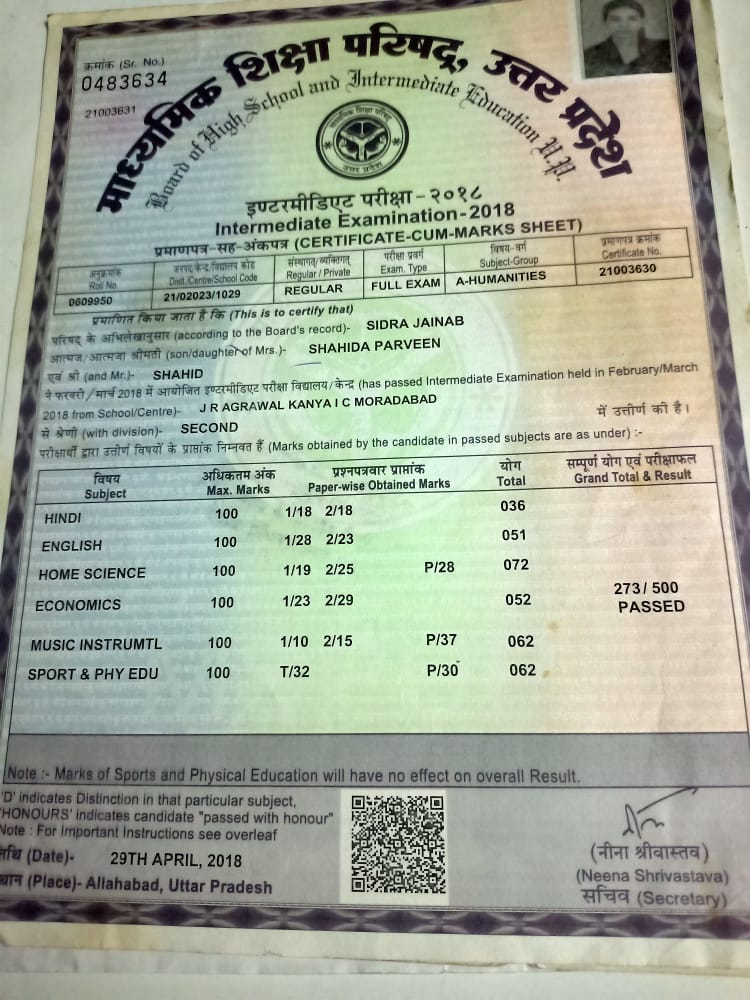 क्रमांक (Sr. No.)
0483634
21003631
माध्यमिक शिक्षा परिषद्, उत्तर प्रदेश
Board of High School and Intermediate Education U.P.
उत्तर प्रदेश
इण्टरमीडिएट परीक्षा-२०१८
Intermediate Examination-2018
प्रमाणपत्र-सह-अंकपत्र (CERTIFICATE-CUM-MARKS SHEET)
अनुक्रमांक जनपद/केन्द्र/विद्यालय कोड संस्थागत/व्यक्तिगत परीक्षा प्रवर्ग विषय-वर्ग प्रमाणपत्र क्रमांक
Roll No. Distt./Centre/School Code Regular / Private Exam. Type Subject-Group Certificate No.
0609950 21/02023/1029 REGULAR FULL EXAM A-HUMANITIES 21003630
प्रमाणित किया जाता है कि (This is to certify that)
परिषद् के अभिलेखानुसार (according to the Board's record)- SIDRA JAINAB
आत्मज/आत्मजा श्रीमती (son/daughter of Mrs.)- SHAHIDA PARVEEN
एवं श्री (and Mr.)- SHAHID
ने फरवरी/मार्च 2018 में आयोजित इण्टरमीडिएट परीक्षा विद्यालय/केन्द्र (has passed Intermediate Examination held in February/March
2018 from School/Centre)- J R AGRAWAL KANYA I C MORADABAD में उत्तीर्ण की है।
से श्रेणी (with division)- SECOND
परीक्षार्थी द्वारा उत्तीर्ण विषयों के प्राप्तांक निम्नवत हैं (Marks obtained by the candidate in passed subjects are as under) :-
विषय अधिकतम अंक प्रश्नपत्रवार प्राप्तांक योग सम्पूर्ण योग एवं परीक्षाफल
Subject Max. Marks Paper-wise Obtained Marks Total Grand Total & Result
HINDI 100 1/18 2/18 036
ENGLISH 100 1/28 2/23 051
HOME SCIENCE 100 1/19 2/25 P/28 072
ECONOMICS 100 1/23 2/29 052
273/500
PASSED
MUSIC INSTRUMTL 100 1/10 2/15 P/37 062
SPORT & PHY EDU 100 T/32 P/30 062
Note :- Marks of Sports and Physical Education will have no effect on overall Result.
'D' indicates Distinction in that particular subject,
'HONOURS' indicates candidate "passed with honour"
Note : For Important Instructions see overleaf
तिथि (Date)- 29TH APRIL, 2018
स्थान (Place)- Allahabad, Uttar Pradesh
(नीना श्रीवास्तव)
(Neena Shrivastava)
सचिव (Secretary)